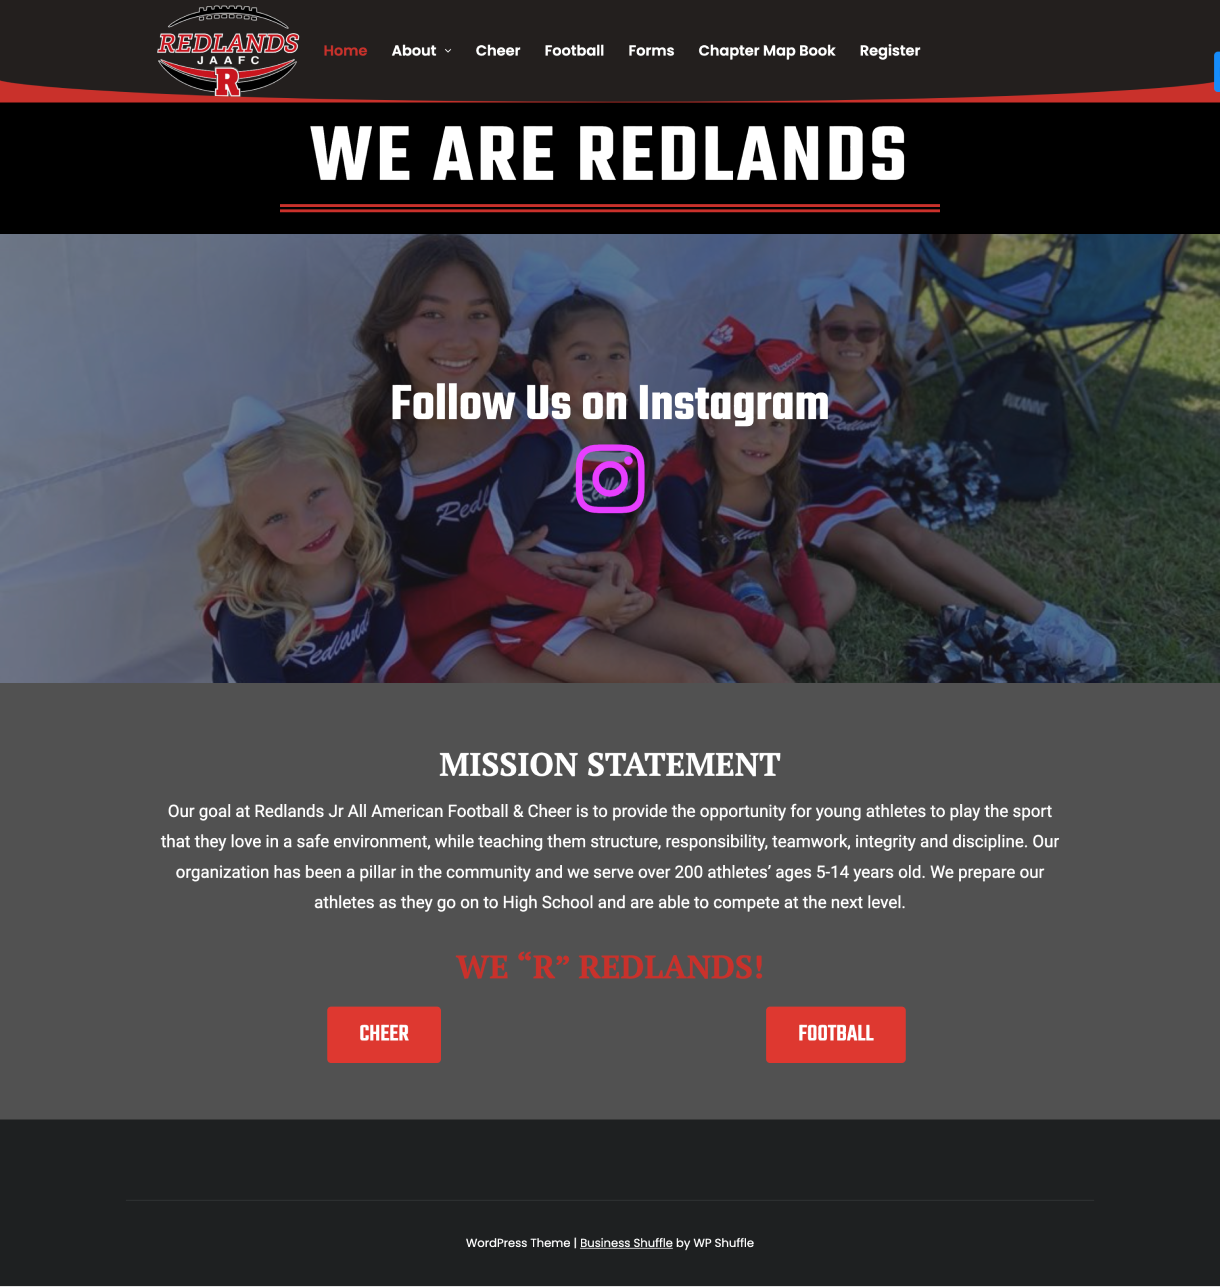 REDLANDS
JAAFC
R
Home About Cheer Football Forms Chapter Map Book Register
WE ARE REDLANDS
Follow Us on Instagram
Redlands
MISSION STATEMENT
Our goal at Redlands Jr All American Football & Cheer is to provide the opportunity for young athletes to play the sport
that they love in a safe environment, while teaching them structure, responsibility, teamwork, integrity and discipline. Our
organization has been a pillar in the community and we serve over 200 athletes’ ages 5-14 years old. We prepare our
athletes as they go on to High School and are able to compete at the next level.
WE “R” REDLANDS!
CHEER FOOTBALL
WordPress Theme | Business Shuffle by WP Shuffle